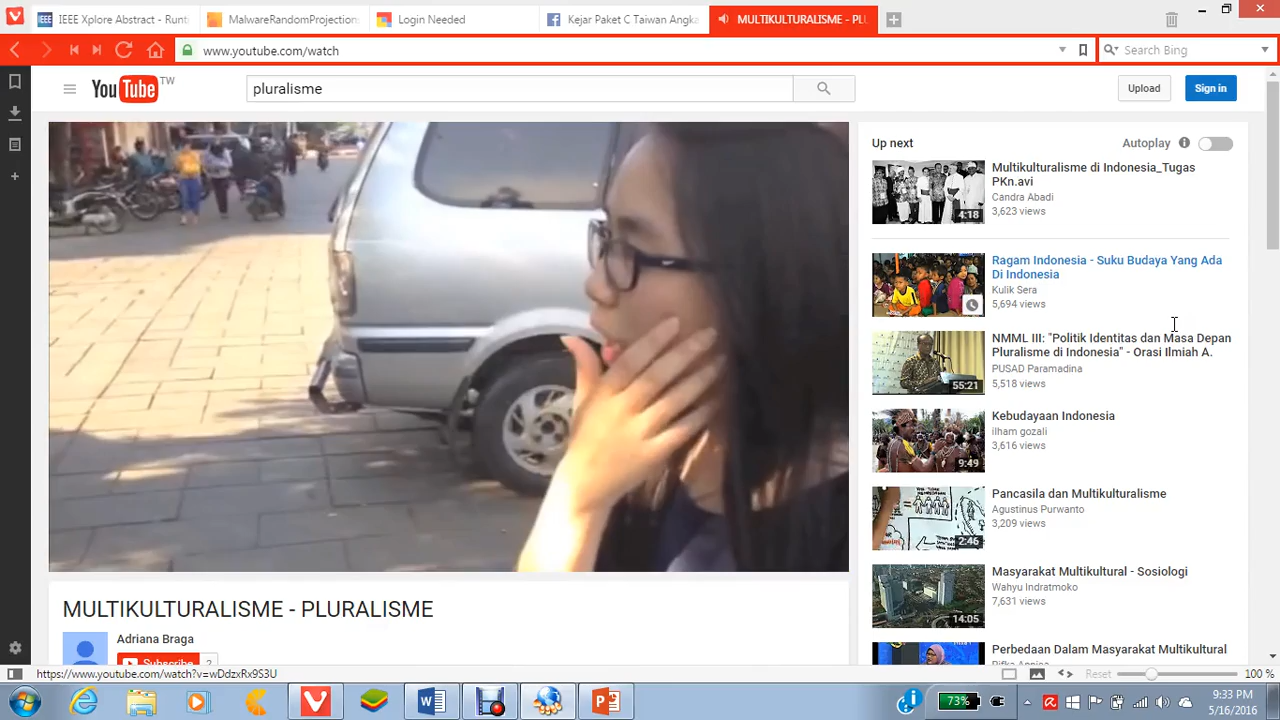 IEEE Xplore Abstract - Runti
MalwareRandomProjection
Login Needed
Kejar Paket C Taiwan Angka
MULTIKULTURALISME - PLU
www.youtube.com/watch
Search Bing
YouTube TW
pluralisme
Upload
Sign in
Up next
Autoplay
Multikulturalisme di Indonesia_Tugas
PKn.avi
Candra Abadi
3,623 views
4:18
Ragam Indonesia - Suku Budaya Yang Ada
Di Indonesia
Kulik Sera
5,694 views
NMML III: "Politik Identitas dan Masa Depan
Pluralisme di Indonesia" - Orasi Ilmiah A.
PUSAD Paramadina
5,518 views
55:21
Kebudayaan Indonesia
ilham gozali
3,616 views
9:49
Pancasila dan Multikulturalisme
Agustinus Purwanto
3,209 views
2:46
Masyarakat Multikultural - Sosiologi
Wahyu Indratmoko
7,631 views
14:05
Perbedaan Dalam Masyarakat Multikultural
Rifka Annisa
MULTIKULTURALISME - PLURALISME
Adriana Braga
Subscribe 2
https://www.youtube.com/watch?v=wDdzxRx9S3U
Reset
100 %
73%
9:33 PM
5/16/2016